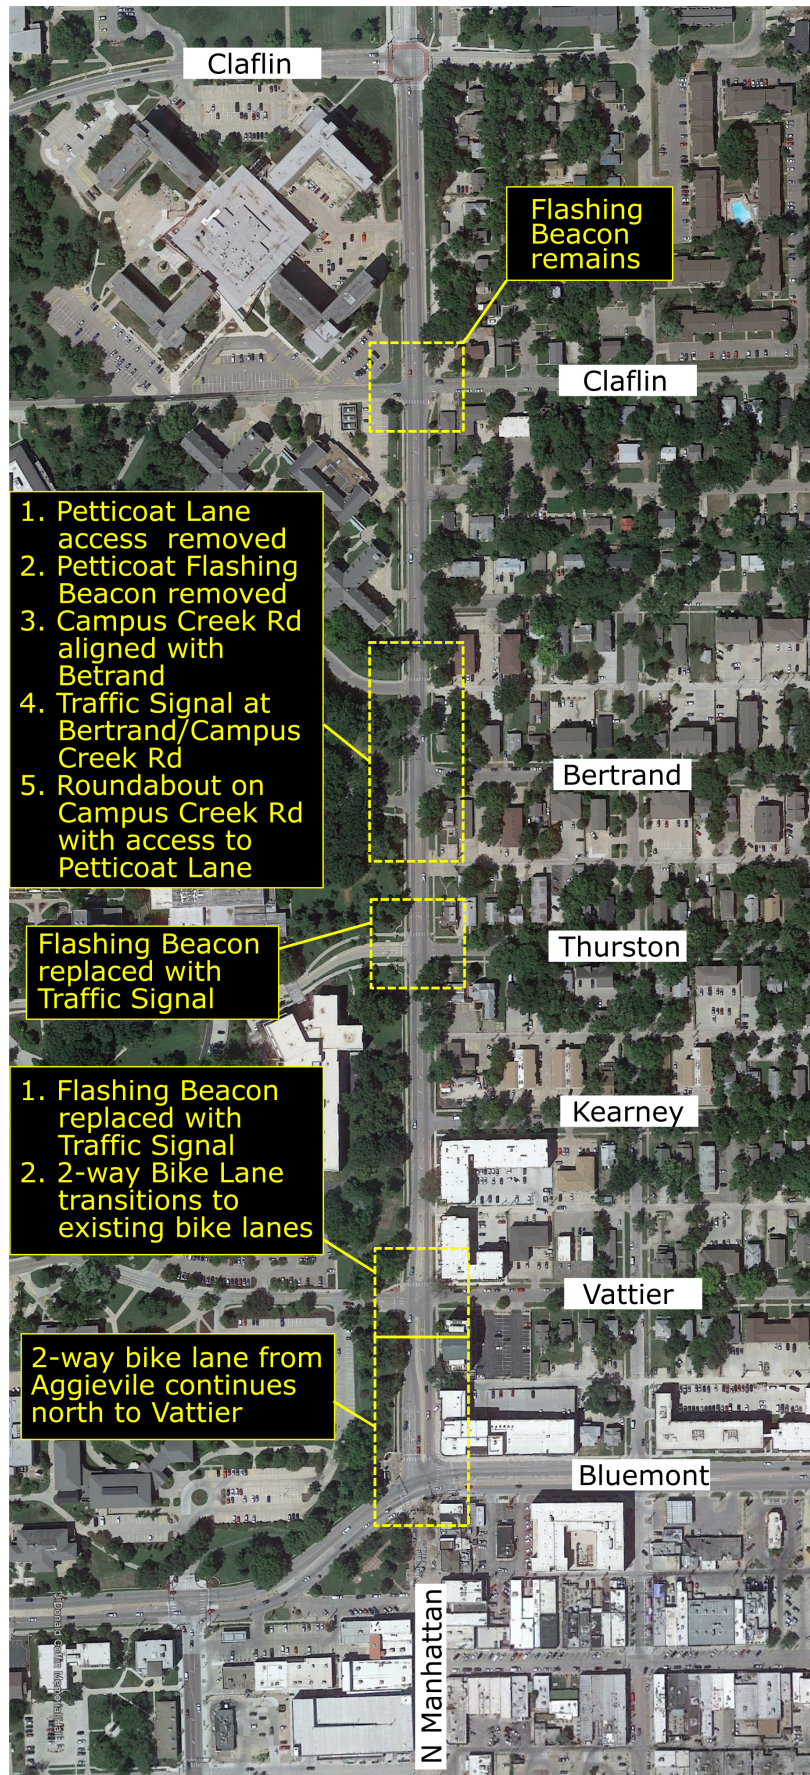 Claflin
Flashing
Beacon
remains
Claflin
1. Petticoat Lane
access removed
2. Petticoat Flashing
Beacon removed
3. Campus Creek Rd
aligned with
Betrand
4. Traffic Signal at
Bertrand/Campus
Creek Rd
5. Roundabout on
Campus Creek Rd
with access to
Petticoat Lane
Bertrand
Flashing Beacon
replaced with
Traffic Signal
Thurston
1. Flashing Beacon
replaced with
Traffic Signal
2. 2-way Bike Lane
transitions to
existing bike lanes
Kearney
Vattier
2-way bike lane from
Aggievile continues
north to Vattier
Bluemont
N Manhattan